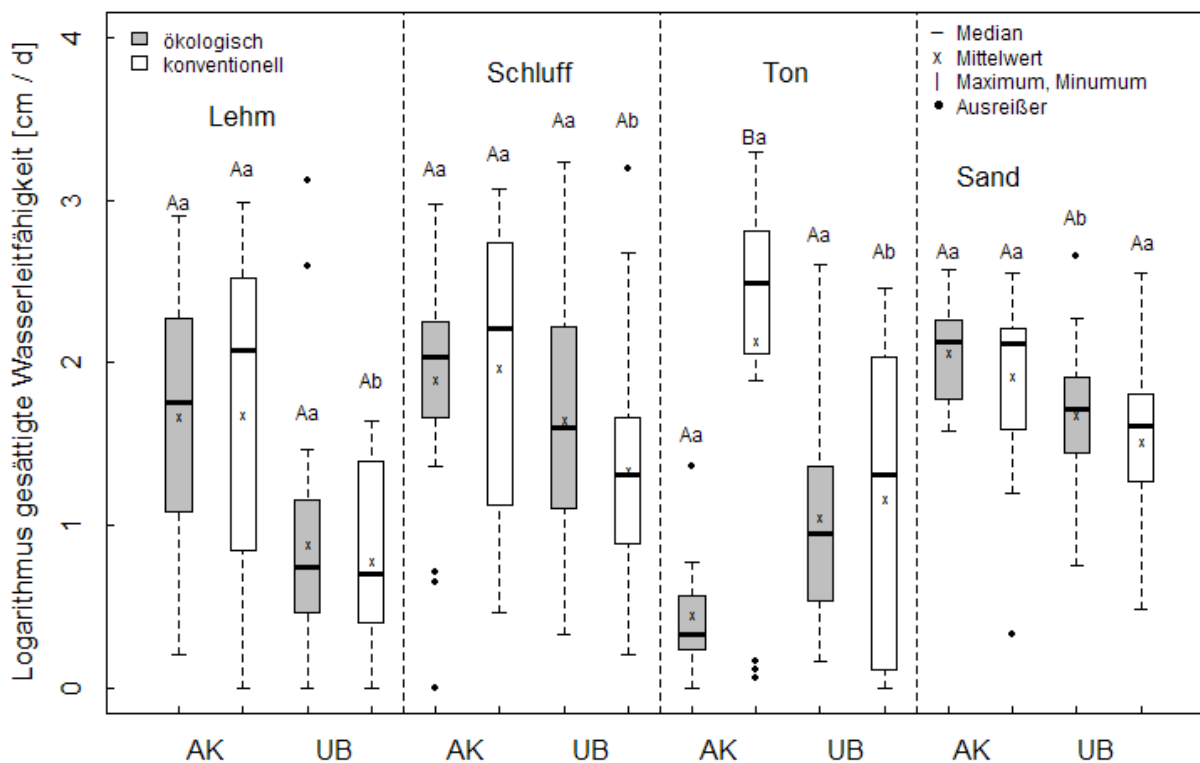 Logarithmus gesättigte Wasserleitfähigkeit [cm / d]
4
3
2
1
0
ökologisch
konventionell
Lehm
Schluff
Ton
Sand
– Median
x Mittelwert
| Maximum, Minumum
• Ausreißer
Aa
Aa
Aa
Ab
Aa
Aa
Aa
Ab
Aa
Ba
Aa
Ab
Aa
Aa
Ab
Aa
AK UB AK UB AK UB AK UB